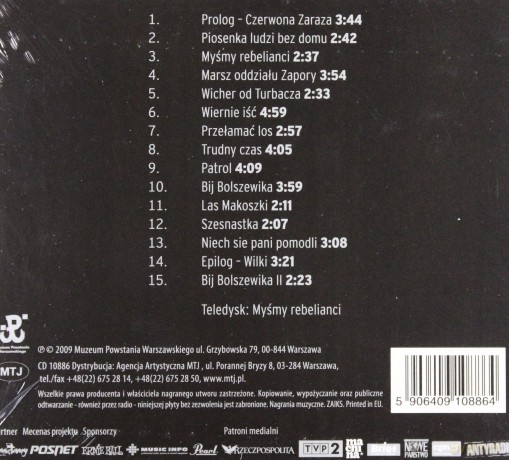 1. Prolog – Czerwona Zaraza 3:44
2. Piosenka ludzi bez domu 2:42
3. Myśmy rebelianci 2:37
4. Marsz oddziału Zapory 3:54
5. Wicher od Turbacza 2:33
6. Wiernie iść 4:59
7. Przełamać los 2:57
8. Trudny czas 4:05
9. Patrol 4:09
10. Bij Bolszewika 3:59
11. Las Makoszki 2:11
12. Szesnastka 2:07
13. Niech sie pani pomodli 3:08
14. Epilog – Wilki 3:21
15. Bij Bolszewika II 2:23
Teledysk: Myśmy rebelianci
MTJ
℗ © 2009 Muzeum Powstania Warszawskiego ul. Grzybowska 79, 00-844 Warszawa
CD 10886 Dystrybucja: Agencja Artystyczna MTJ , ul. Porannej Bryzy 8, 03-284 Warszawa,
tel./fax +48(22) 675 28 14, +48(22) 675 28 50, www.mtj.pl.
Wszelkie prawa producenta i właściciela nagranego utworu zastrzeżone. Kopiowanie, wypożyczanie oraz publiczne
odtwarzanie - również przez radio - niniejszej płyty bez zezwolenia jest zabronione. Nagrania muzyczne. ZAIKS. Printed in EU.
5 906409 108864
rtner Mecenas projektu Sponsorzy Patroni medialni
POSNET MUSIC INFO Pearl RZECZPOSPOLITA TVP2 machina NOWE PAŃSTWO ANTYRADI